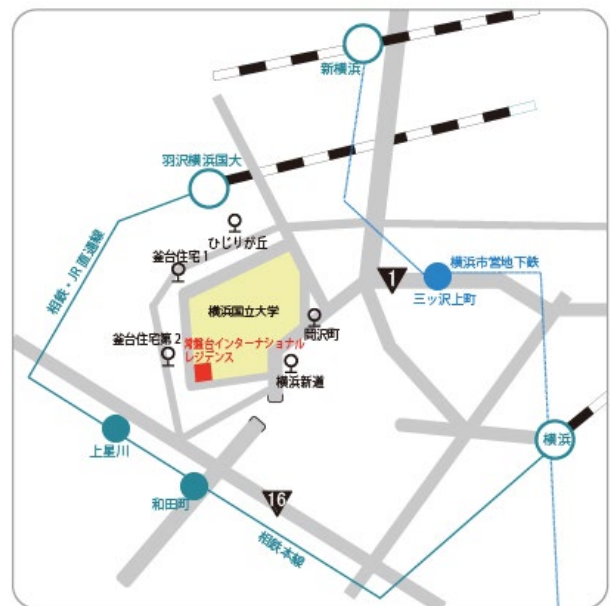 新横浜
羽沢横浜国大
ひじりが丘
釜台住宅 1
相鉄・JR 直通線
横浜市営地下鉄
1
三ッ沢上町
横浜国立大学
岡沢町
釜台住宅第 2
常盤台インターナショナル
レジデンス
横浜新道
上星川
横浜
和田町
16
相鉄本線